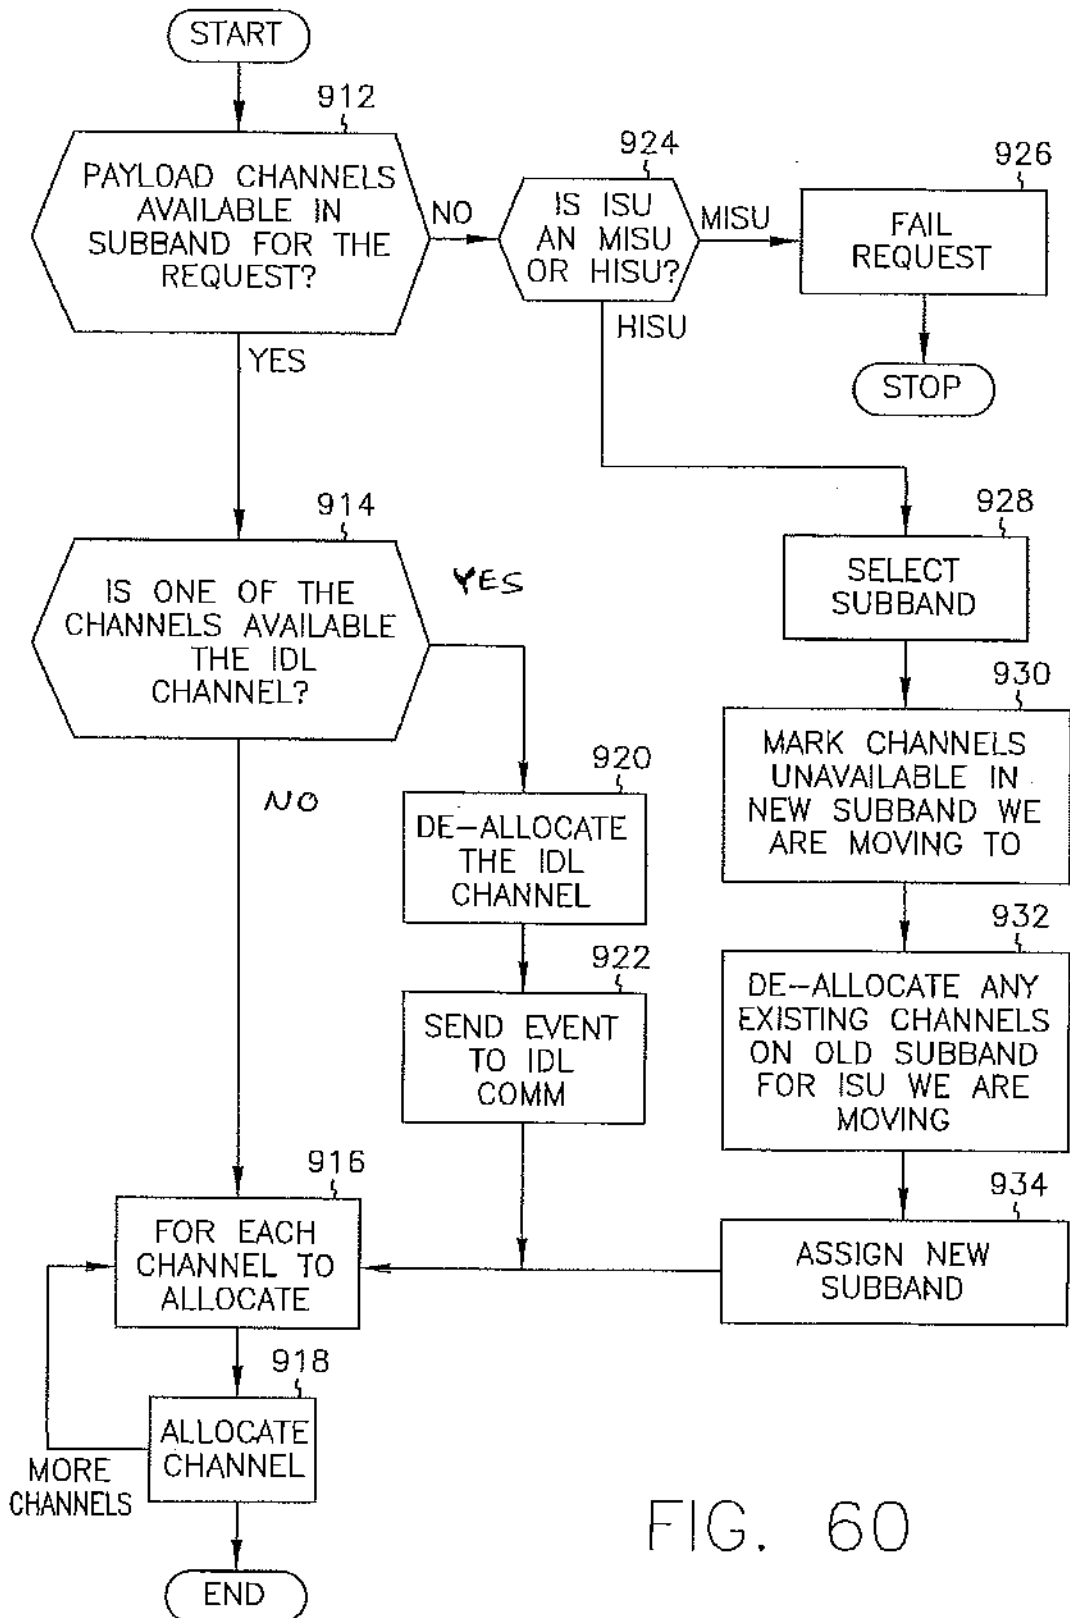 START
912
PAYLOAD CHANNELS
AVAILABLE IN
SUBBAND FOR THE
REQUEST?
NO
YES
924
IS ISU
AN MISU
OR HISU?
MISU
HISU
926
FAIL
REQUEST
STOP
914
IS ONE OF THE
CHANNELS AVAILABLE
THE IDL
CHANNEL?
YES
NO
928
SELECT
SUBBAND
930
MARK CHANNELS
UNAVAILABLE IN
NEW SUBBAND WE
ARE MOVING TO
920
DE-ALLOCATE
THE IDL
CHANNEL
922
SEND EVENT
TO IDL
COMM
932
DE-ALLOCATE ANY
EXISTING CHANNELS
ON OLD SUBBAND
FOR ISU WE ARE
MOVING
934
ASSIGN NEW
SUBBAND
916
FOR EACH
CHANNEL TO
ALLOCATE
918
ALLOCATE
CHANNEL
MORE
CHANNELS
END
FIG. 60